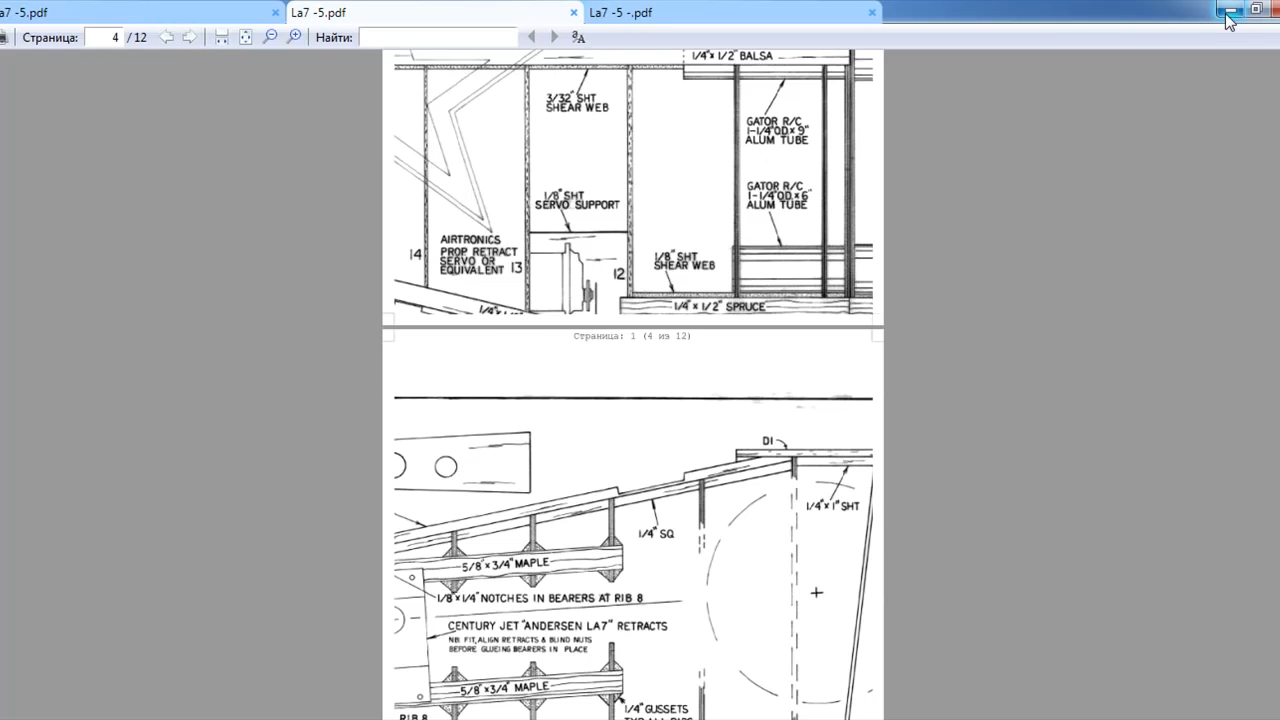 a7 -5.pdf
La7 -5.pdf
La7 -5 -.pdf
Страница: 4 / 12
Найти:
1/4" x 1/2" BALSA
3/32" SHT
SHEAR WEB
GATOR R/C
1-1/4" O.D. x 9"
ALUM TUBE
1/8" SHT
SERVO SUPPORT
GATOR R/C
1-1/4" O.D. x 6"
ALUM TUBE
14
AIRTRONICS
PROP RETRACT
SERVO OR
EQUIVALENT
13
12
1/8" SHT
SHEAR WEB
1/4" x 1/2" SPRUCE
Страница: 1 (4 из 12)
D1
1/4" x 1" SHT
1/4" SQ
5/8" x 3/4" MAPLE
1/8" x 1/4" NOTCHES IN BEARERS AT RIB 8
CENTURY JET "ANDERSEN LA7" RETRACTS
NB. FIT, ALIGN RETRACTS & BLIND NUTS
BEFORE GLUEING BEARERS IN PLACE
5/8" x 3/4" MAPLE
1/4" GUSSETS
RIB 8